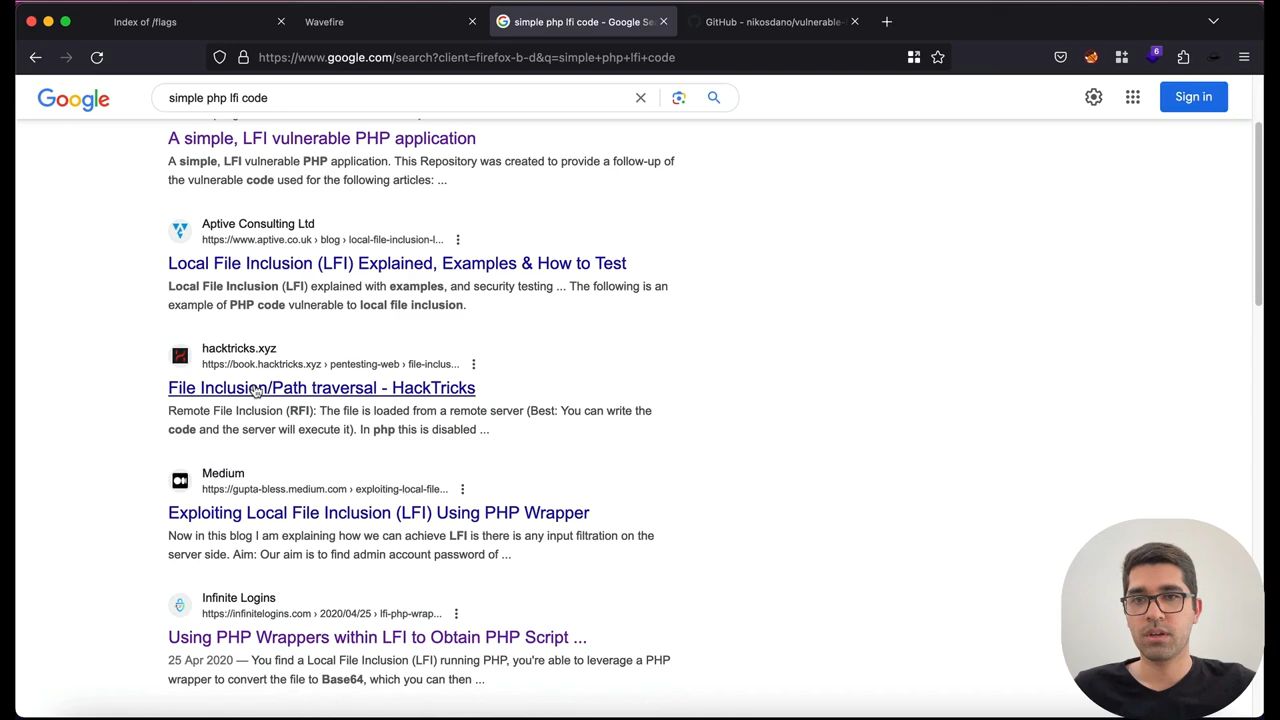 Index of /flags
Wavefire
simple php lfi code - Google Se
GitHub - nikosdano/vulnerable-
https://www.google.com/search?client=firefox-b-d&q=simple+php+lfi+code
6
Google
simple php lfi code
Sign in
A simple, LFI vulnerable PHP application
A simple, LFI vulnerable PHP application. This Repository was created to provide a follow-up of
the vulnerable code used for the following articles: ...
Aptive Consulting Ltd
https://www.aptive.co.uk › blog › local-file-inclusion-l...
Local File Inclusion (LFI) Explained, Examples & How to Test
Local File Inclusion (LFI) explained with examples, and security testing ... The following is an
example of PHP code vulnerable to local file inclusion.
hacktricks.xyz
https://book.hacktricks.xyz › pentesting-web › file-inclus...
File Inclusion/Path traversal - HackTricks
Remote File Inclusion (RFI): The file is loaded from a remote server (Best: You can write the
code and the server will execute it). In php this is disabled ...
Medium
https://gupta-bless.medium.com › exploiting-local-file...
Exploiting Local File Inclusion (LFI) Using PHP Wrapper
Now in this blog I am explaining how we can achieve LFI is there is any input filtration on the
server side. Aim: Our aim is to find admin account password of ...
Infinite Logins
https://infinitelogins.com › 2020/04/25 › lfi-php-wrap...
Using PHP Wrappers within LFI to Obtain PHP Script ...
25 Apr 2020 — You find a Local File Inclusion (LFI) running PHP, you're able to leverage a PHP
wrapper to convert the file to Base64, which you can then ...